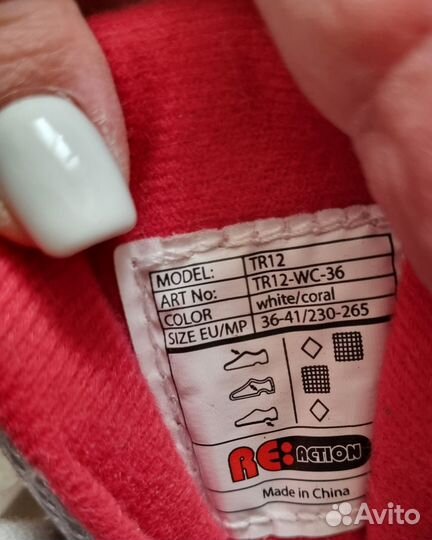 MODEL: TR12
ART No: TR12-WC-36
COLOR white/coral
SIZE EU/MP 36-41/230-265
RE:ACTION
Made in China
Avito